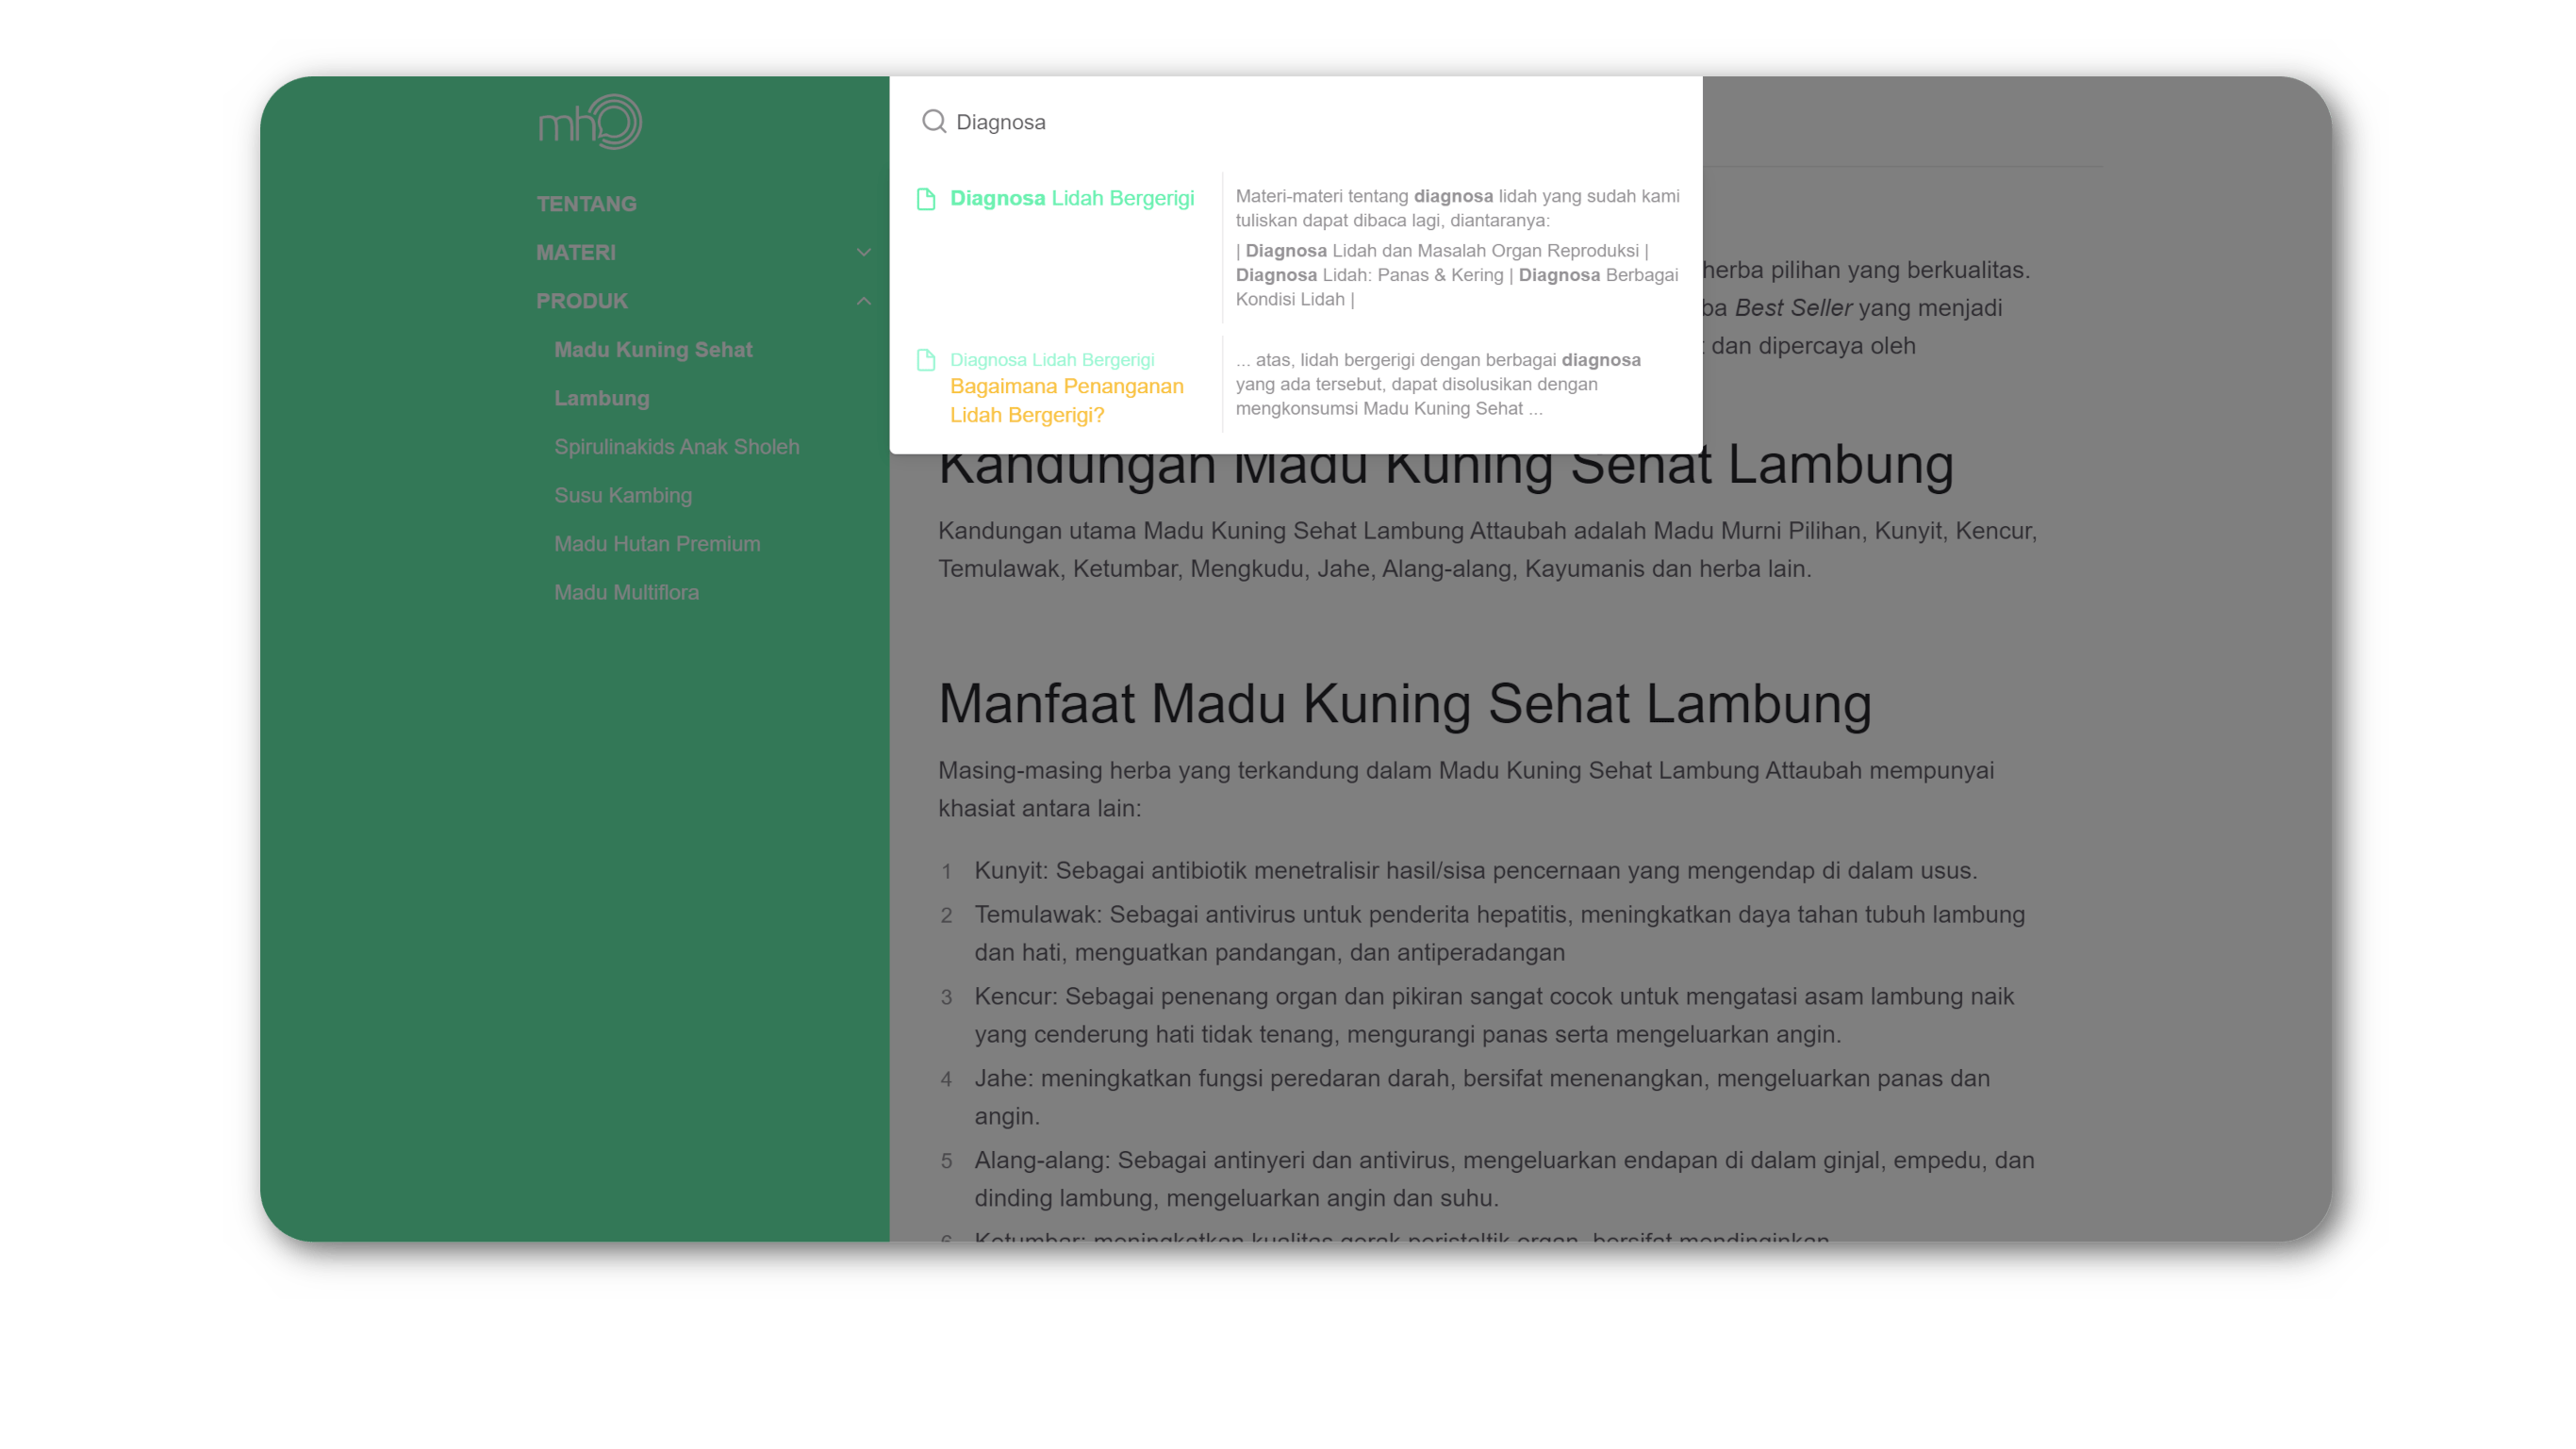 mho
TENTANG
MATERI
PRODUK
Madu Kuning Sehat
Lambung
Spirulinakids Anak Sholeh
Susu Kambing
Madu Hutan Premium
Madu Multiflora
Diagnosa
Diagnosa Lidah Bergerigi
Materi-materi tentang diagnosa lidah yang sudah kami
tuliskan dapat dibaca lagi, diantaranya:
| Diagnosa Lidah dan Masalah Organ Reproduksi |
Diagnosa Lidah: Panas & Kering | Diagnosa Berbagai
Kondisi Lidah |
Diagnosa Lidah Bergerigi
Bagaimana Penanganan
Lidah Bergerigi?
... atas, lidah bergerigi dengan berbagai diagnosa
yang ada tersebut, dapat disolusikan dengan
mengkonsumsi Madu Kuning Sehat ...
herba pilihan yang berkualitas.
ba Best Seller yang menjadi
dan dipercaya oleh
Kandungan Madu Kuning Sehat Lambung
Kandungan utama Madu Kuning Sehat Lambung Attaubah adalah Madu Murni Pilihan, Kunyit, Kencur,
Temulawak, Ketumbar, Mengkudu, Jahe, Alang-alang, Kayumanis dan herba lain.
Manfaat Madu Kuning Sehat Lambung
Masing-masing herba yang terkandung dalam Madu Kuning Sehat Lambung Attaubah mempunyai
khasiat antara lain:
1 Kunyit: Sebagai antibiotik menetralisir hasil/sisa pencernaan yang mengendap di dalam usus.
2 Temulawak: Sebagai antivirus untuk penderita hepatitis, meningkatkan daya tahan tubuh lambung
dan hati, menguatkan pandangan, dan antiperadangan
3 Kencur: Sebagai penenang organ dan pikiran sangat cocok untuk mengatasi asam lambung naik
yang cenderung hati tidak tenang, mengurangi panas serta mengeluarkan angin.
4 Jahe: meningkatkan fungsi peredaran darah, bersifat menenangkan, mengeluarkan panas dan
angin.
5 Alang-alang: Sebagai antinyeri dan antivirus, mengeluarkan endapan di dalam ginjal, empedu, dan
dinding lambung, mengeluarkan angin dan suhu.
6 Ketumbar: meningkatkan kualitas gerak peristaltik organ, bersifat mendinginkan